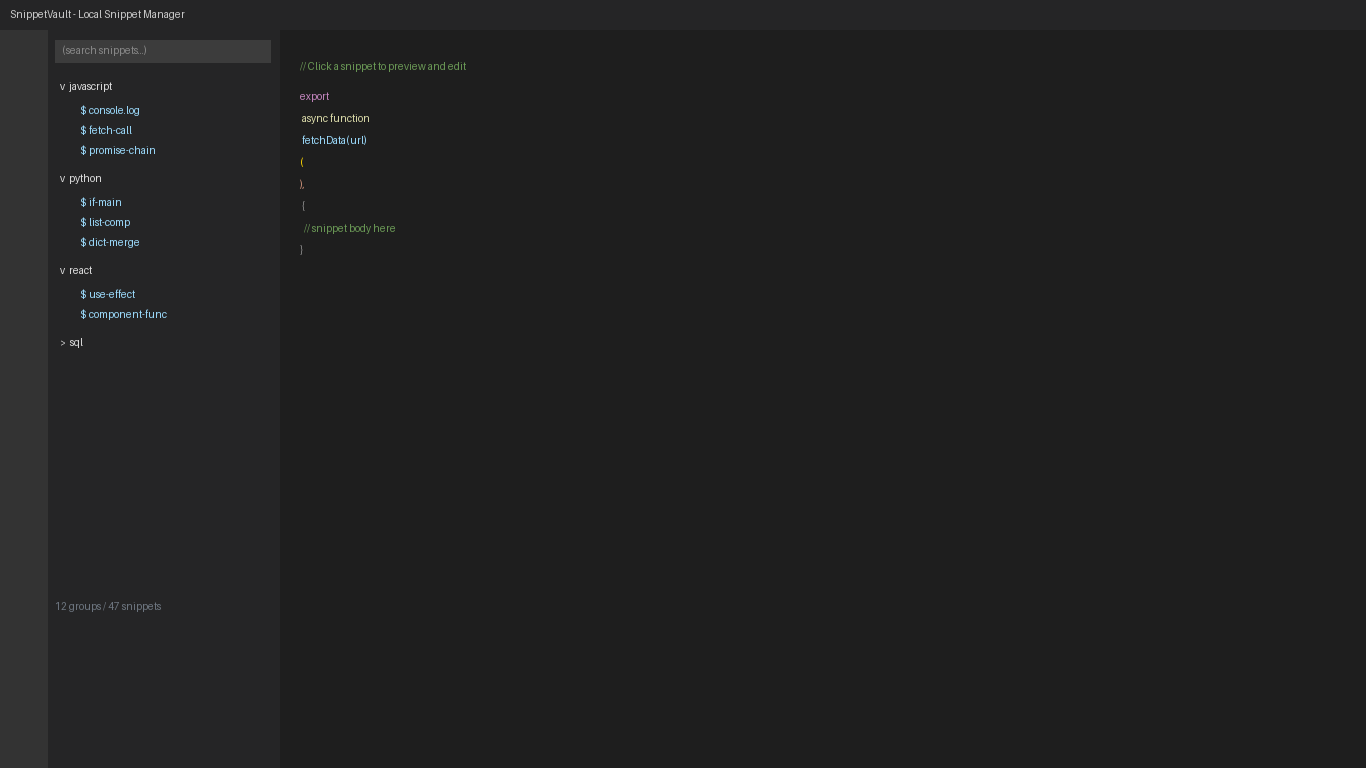 SnippetVault - Local Snippet Manager
(search snippets...)
v javascript
$ console.log
$ fetch-call
$ promise-chain
v python
$ if-main
$ list-comp
$ dict-merge
v react
$ use-effect
$ component-func
> sql
12 groups / 47 snippets
// Click a snippet to preview and edit
export
async function
fetchData(url)
(
),
{
// snippet body here
}